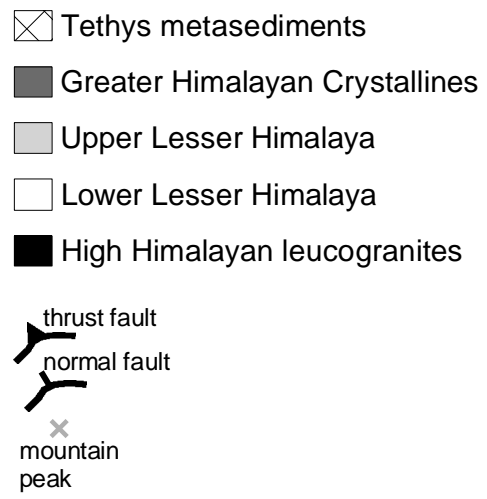 Tethys metasediments
Greater Himalayan Crystallines
Upper Lesser Himalaya
Lower Lesser Himalaya
High Himalayan leucogranites
thrust fault
normal fault
mountain
peak